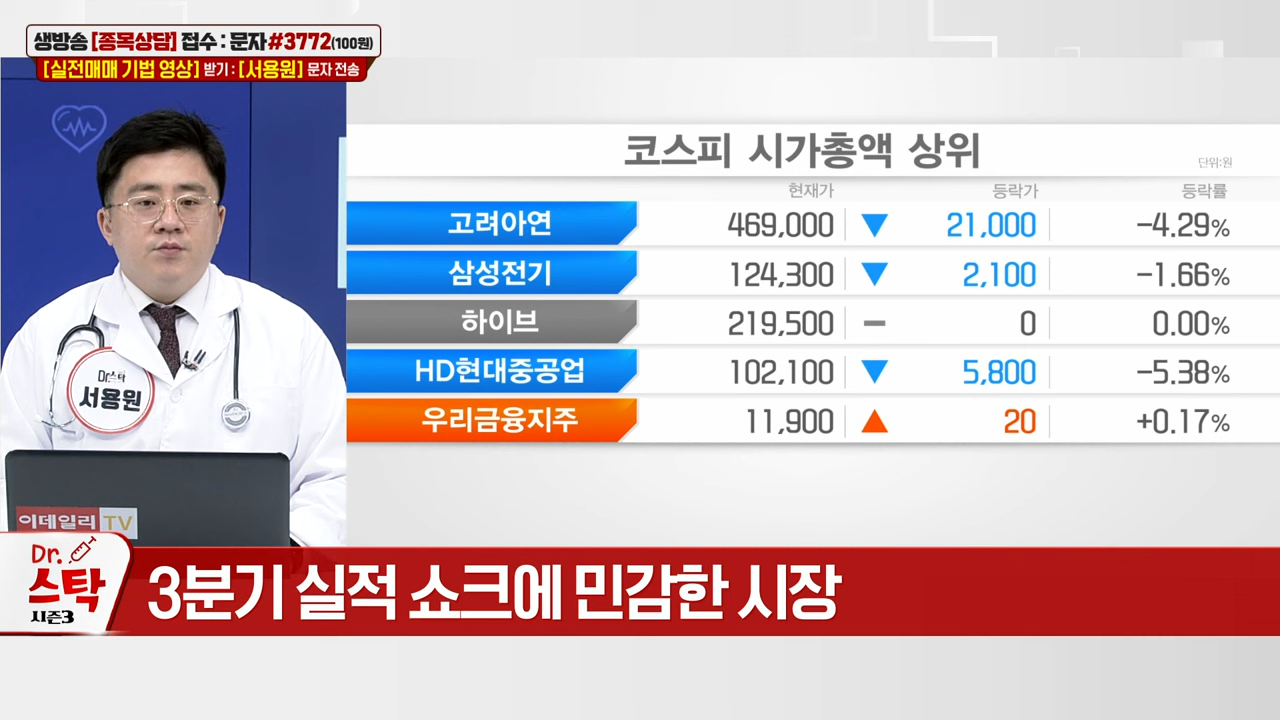 생방송 [종목상담] 접수 : 문자#3772(100원)
[실전매매 기법 영상] 받기 : [서용원] 문자 전송
코스피 시가총액 상위
단위:원
현재가 등락가 등락률
고려아연 469,000 ▼ 21,000 -4.29%
삼성전기 124,300 ▼ 2,100 -1.66%
하이브 219,500 - 0 0.00%
HD현대중공업 102,100 ▼ 5,800 -5.38%
우리금융지주 11,900 ▲ 20 +0.17%
Dr.스탁
서용원
이데일리 TV
Dr.
스탁
시즌3
3분기 실적 쇼크에 민감한 시장